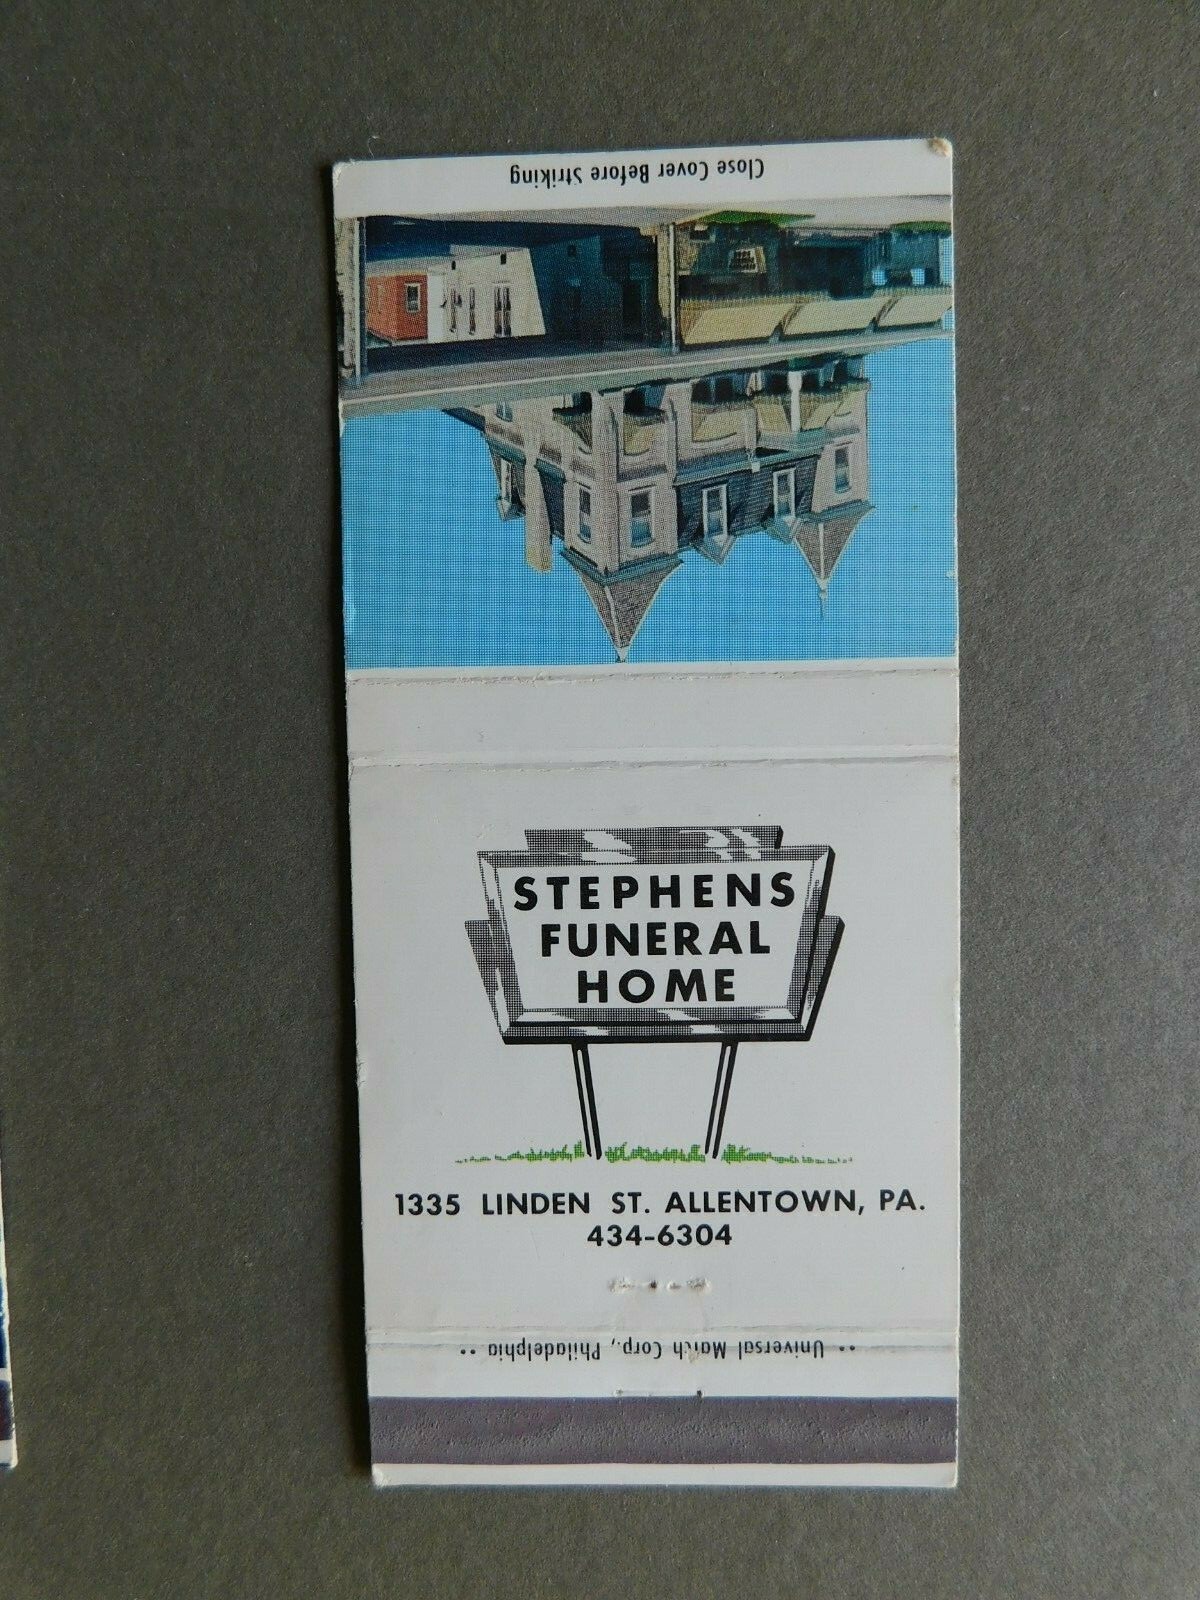 Close Cover Before Striking
STEPHENS
FUNERAL
HOME
1335 LINDEN ST. ALLENTOWN, PA.
434-6304
•• Universal Match Corp., Philadelphia ••